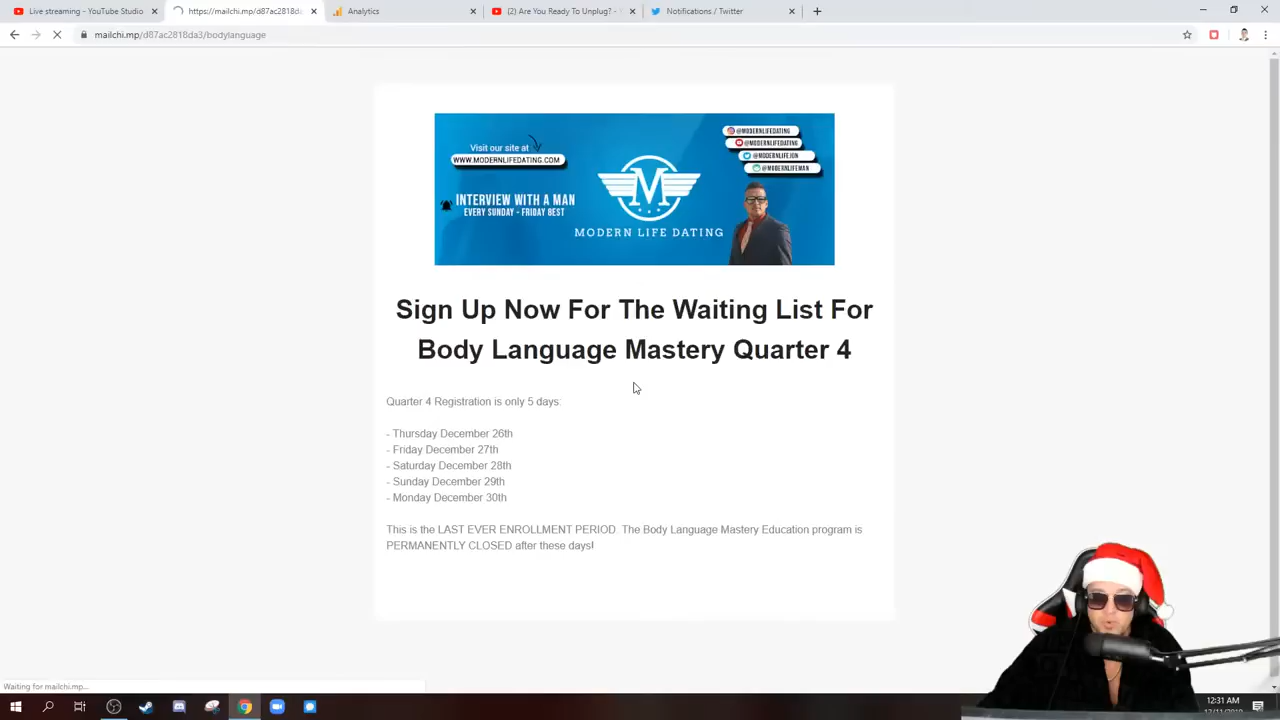 Live streaming - YouTube Studio
https://mailchi.mp/d87ac2818da
Analytics
(2) Are You Ready To Unplug? -
Notifications / Twitter
mailchi.mp/d87ac2818da3/bodylanguage
Visit our site at
WWW.MODERNLIFEDATING.COM
INTERVIEW WITH A MAN
EVERY SUNDAY - FRIDAY 8EST
M
MODERN LIFE DATING
@MODERNLIFEDATING
@MODERNLIFEDATING
@MODERNLIFEJON
@MODERNLIFEMAN
Sign Up Now For The Waiting List For
Body Language Mastery Quarter 4
Quarter 4 Registration is only 5 days:
- Thursday December 26th
- Friday December 27th
- Saturday December 28th
- Sunday December 29th
- Monday December 30th
This is the LAST EVER ENROLLMENT PERIOD. The Body Language Mastery Education program is
PERMANENTLY CLOSED after these days!
Waiting for mailchi.mp...
12:31 AM